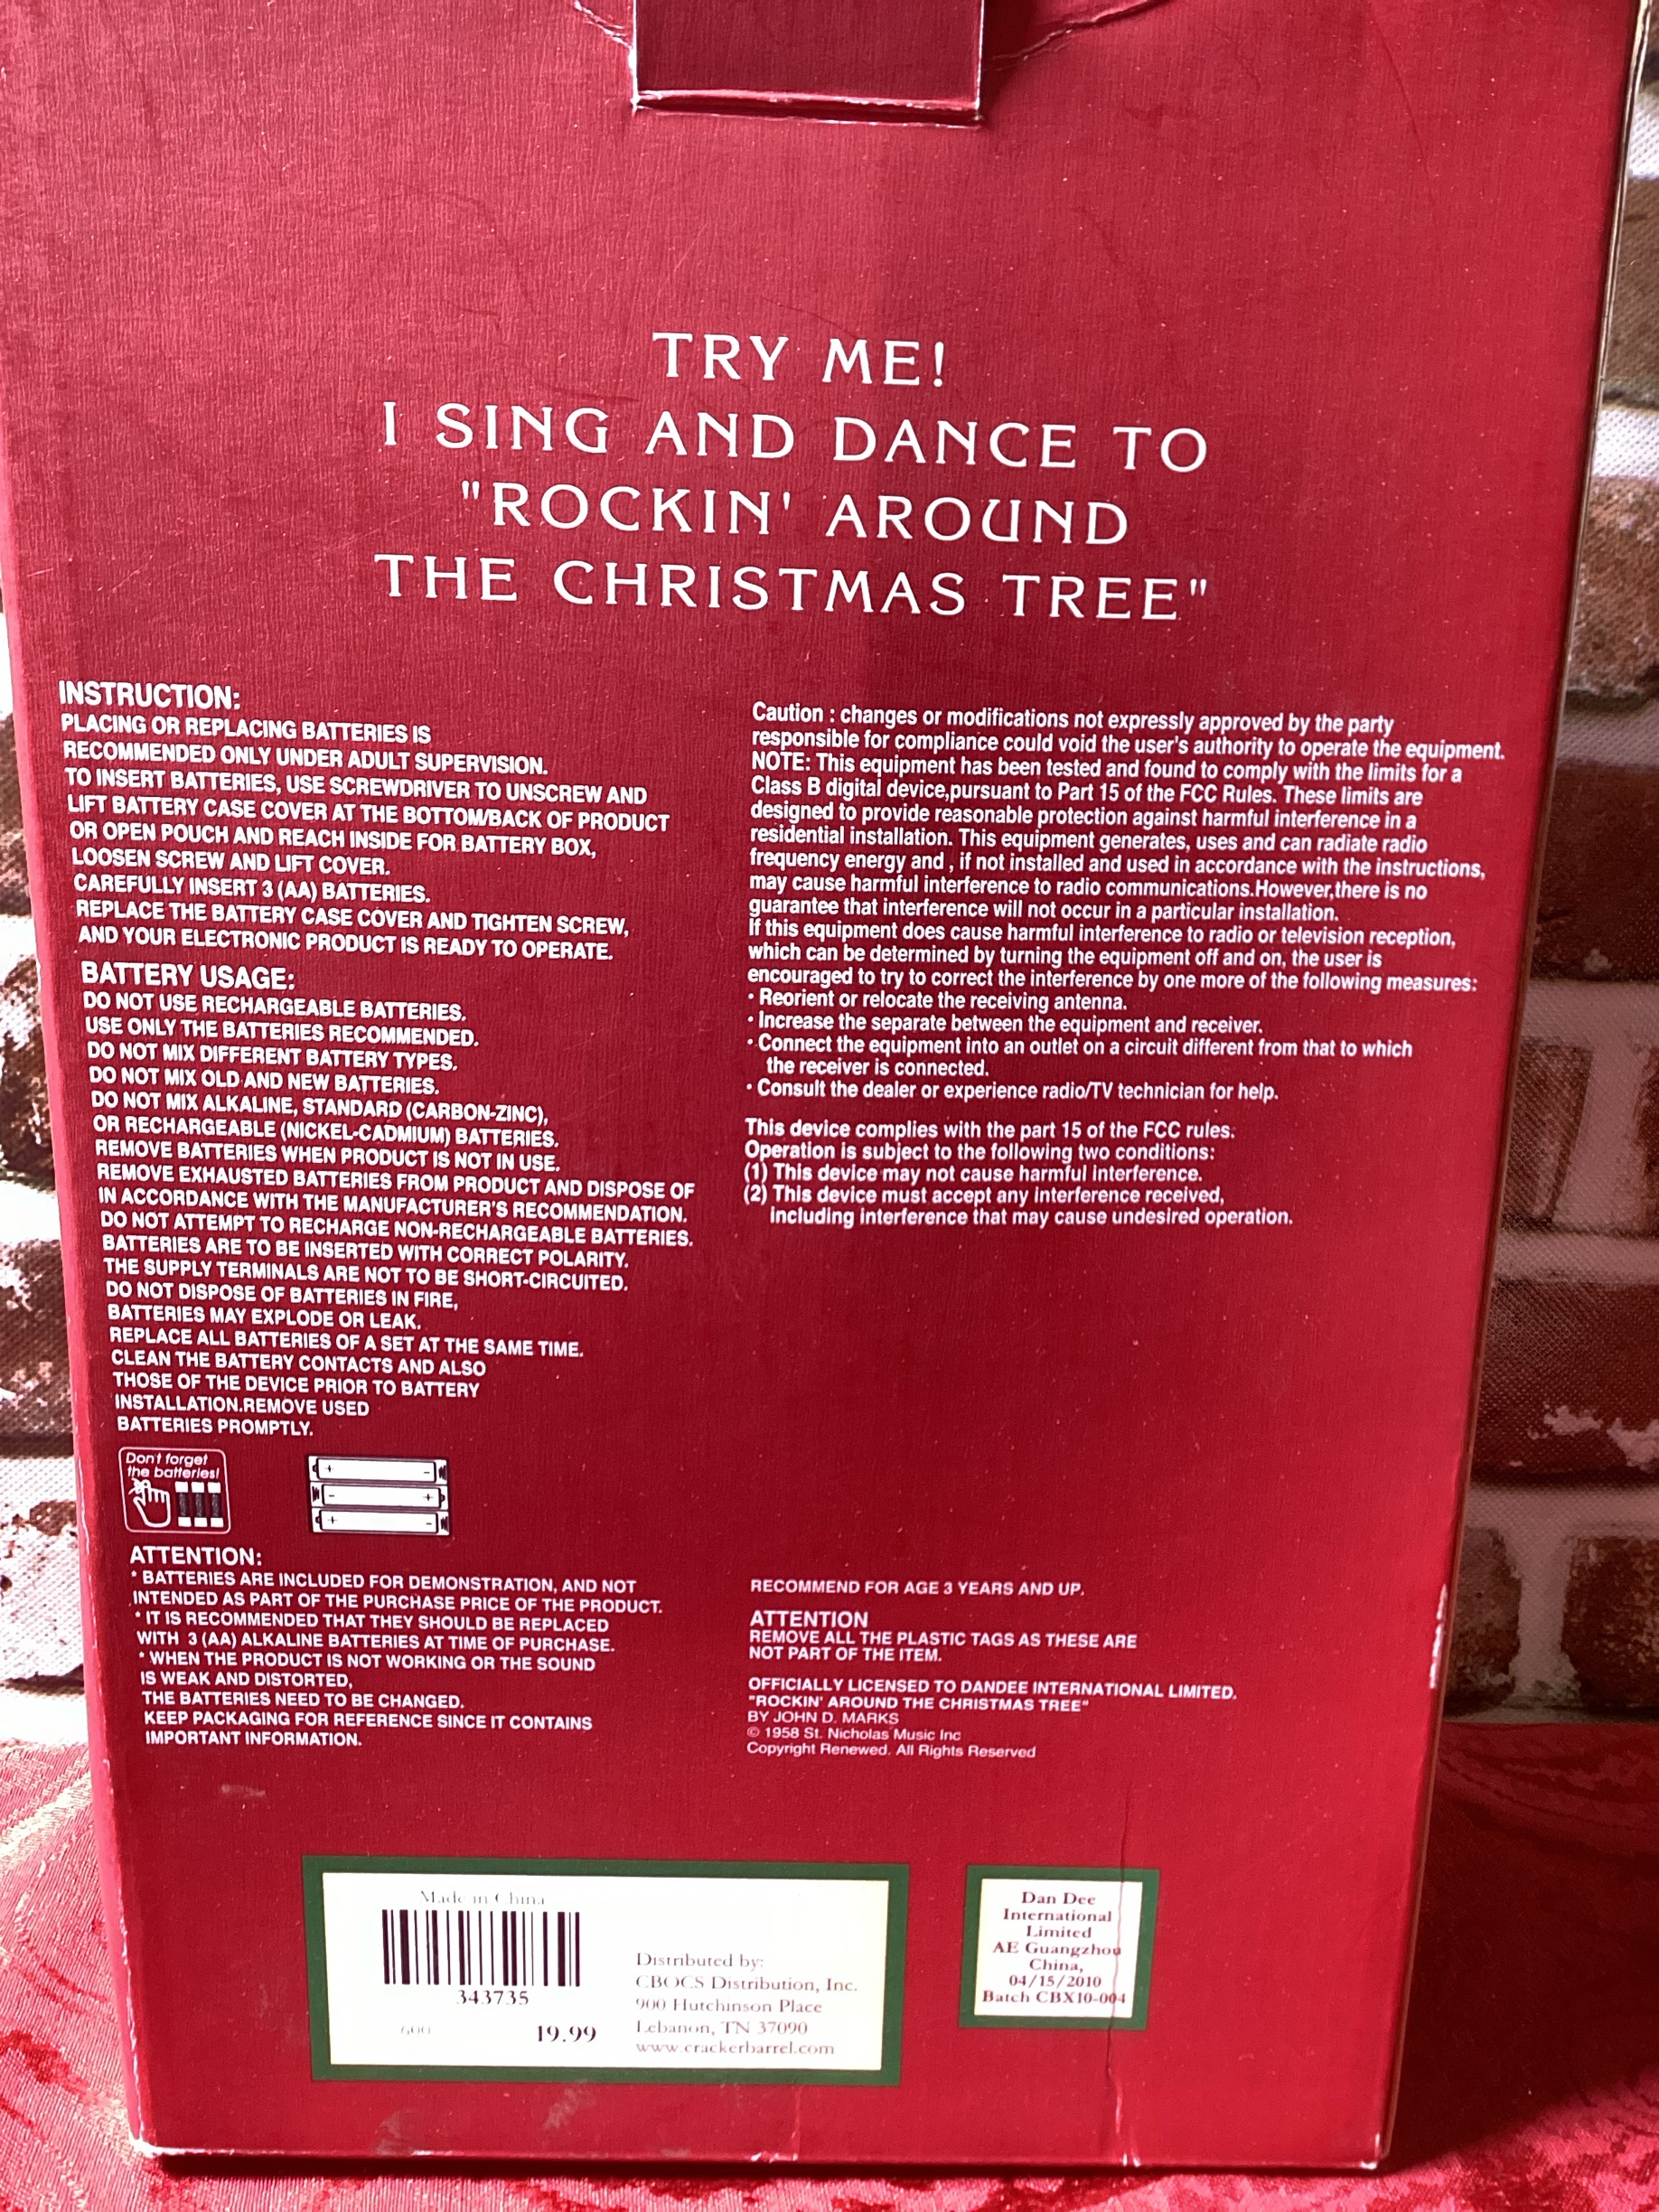 TRY ME!
I SING AND DANCE TO
"ROCKIN' AROUND
THE CHRISTMAS TREE"
INSTRUCTION:
PLACING OR REPLACING BATTERIES IS
RECOMMENDED ONLY UNDER ADULT SUPERVISION.
TO INSERT BATTERIES, USE SCREWDRIVER TO UNSCREW AND
LIFT BATTERY CASE COVER AT THE BOTTOM/BACK OF PRODUCT
OR OPEN POUCH AND REACH INSIDE FOR BATTERY BOX,
LOOSEN SCREW AND LIFT COVER.
CAREFULLY INSERT 3 (AA) BATTERIES.
REPLACE THE BATTERY CASE COVER AND TIGHTEN SCREW,
AND YOUR ELECTRONIC PRODUCT IS READY TO OPERATE.
BATTERY USAGE:
DO NOT USE RECHARGEABLE BATTERIES.
USE ONLY THE BATTERIES RECOMMENDED.
DO NOT MIX DIFFERENT BATTERY TYPES.
DO NOT MIX OLD AND NEW BATTERIES.
DO NOT MIX ALKALINE, STANDARD (CARBON-ZINC),
OR RECHARGEABLE (NICKEL-CADMIUM) BATTERIES.
REMOVE BATTERIES WHEN PRODUCT IS NOT IN USE.
REMOVE EXHAUSTED BATTERIES FROM PRODUCT AND DISPOSE OF
IN ACCORDANCE WITH THE MANUFACTURER'S RECOMMENDATION.
DO NOT ATTEMPT TO RECHARGE NON-RECHARGEABLE BATTERIES.
BATTERIES ARE TO BE INSERTED WITH CORRECT POLARITY.
THE SUPPLY TERMINALS ARE NOT TO BE SHORT-CIRCUITED.
DO NOT DISPOSE OF BATTERIES IN FIRE,
BATTERIES MAY EXPLODE OR LEAK.
REPLACE ALL BATTERIES OF A SET AT THE SAME TIME.
CLEAN THE BATTERY CONTACTS AND ALSO
THOSE OF THE DEVICE PRIOR TO BATTERY
INSTALLATION.REMOVE USED
BATTERIES PROMPTLY.
Don't forget
the batteries!
+ -
- +
+ -
ATTENTION:
* BATTERIES ARE INCLUDED FOR DEMONSTRATION, AND NOT
INTENDED AS PART OF THE PURCHASE PRICE OF THE PRODUCT.
* IT IS RECOMMENDED THAT THEY SHOULD BE REPLACED
WITH 3 (AA) ALKALINE BATTERIES AT TIME OF PURCHASE.
* WHEN THE PRODUCT IS NOT WORKING OR THE SOUND
IS WEAK AND DISTORTED,
THE BATTERIES NEED TO BE CHANGED.
KEEP PACKAGING FOR REFERENCE SINCE IT CONTAINS
IMPORTANT INFORMATION.
Caution : changes or modifications not expressly approved by the party
responsible for compliance could void the user's authority to operate the equipment.
NOTE: This equipment has been tested and found to comply with the limits for a
Class B digital device,pursuant to Part 15 of the FCC Rules. These limits are
designed to provide reasonable protection against harmful interference in a
residential installation. This equipment generates, uses and can radiate radio
frequency energy and , if not installed and used in accordance with the instructions,
may cause harmful interference to radio communications.However,there is no
guarantee that interference will not occur in a particular installation.
If this equipment does cause harmful interference to radio or television reception,
which can be determined by turning the equipment off and on, the user is
encouraged to try to correct the interference by one more of the following measures:
• Reorient or relocate the receiving antenna.
• Increase the separate between the equipment and receiver.
• Connect the equipment into an outlet on a circuit different from that to which
the receiver is connected.
• Consult the dealer or experience radio/TV technician for help.
This device complies with the part 15 of the FCC rules.
Operation is subject to the following two conditions:
(1) This device may not cause harmful interference.
(2) This device must accept any interference received,
including interference that may cause undesired operation.
RECOMMEND FOR AGE 3 YEARS AND UP.
ATTENTION
REMOVE ALL THE PLASTIC TAGS AS THESE ARE
NOT PART OF THE ITEM.
OFFICIALLY LICENSED TO DANDEE INTERNATIONAL LIMITED.
"ROCKIN' AROUND THE CHRISTMAS TREE"
BY JOHN D. MARKS
© 1958 St. Nicholas Music Inc
Copyright Renewed. All Rights Reserved
Made in China
343735
600 19.99
Distributed by:
CBOCS Distribution, Inc.
900 Hutchinson Place
Lebanon, TN 37090
www.crackerbarrel.com
Dan Dee
International
Limited
AE Guangzhou
China,
04/15/2010
Batch CBX10-004